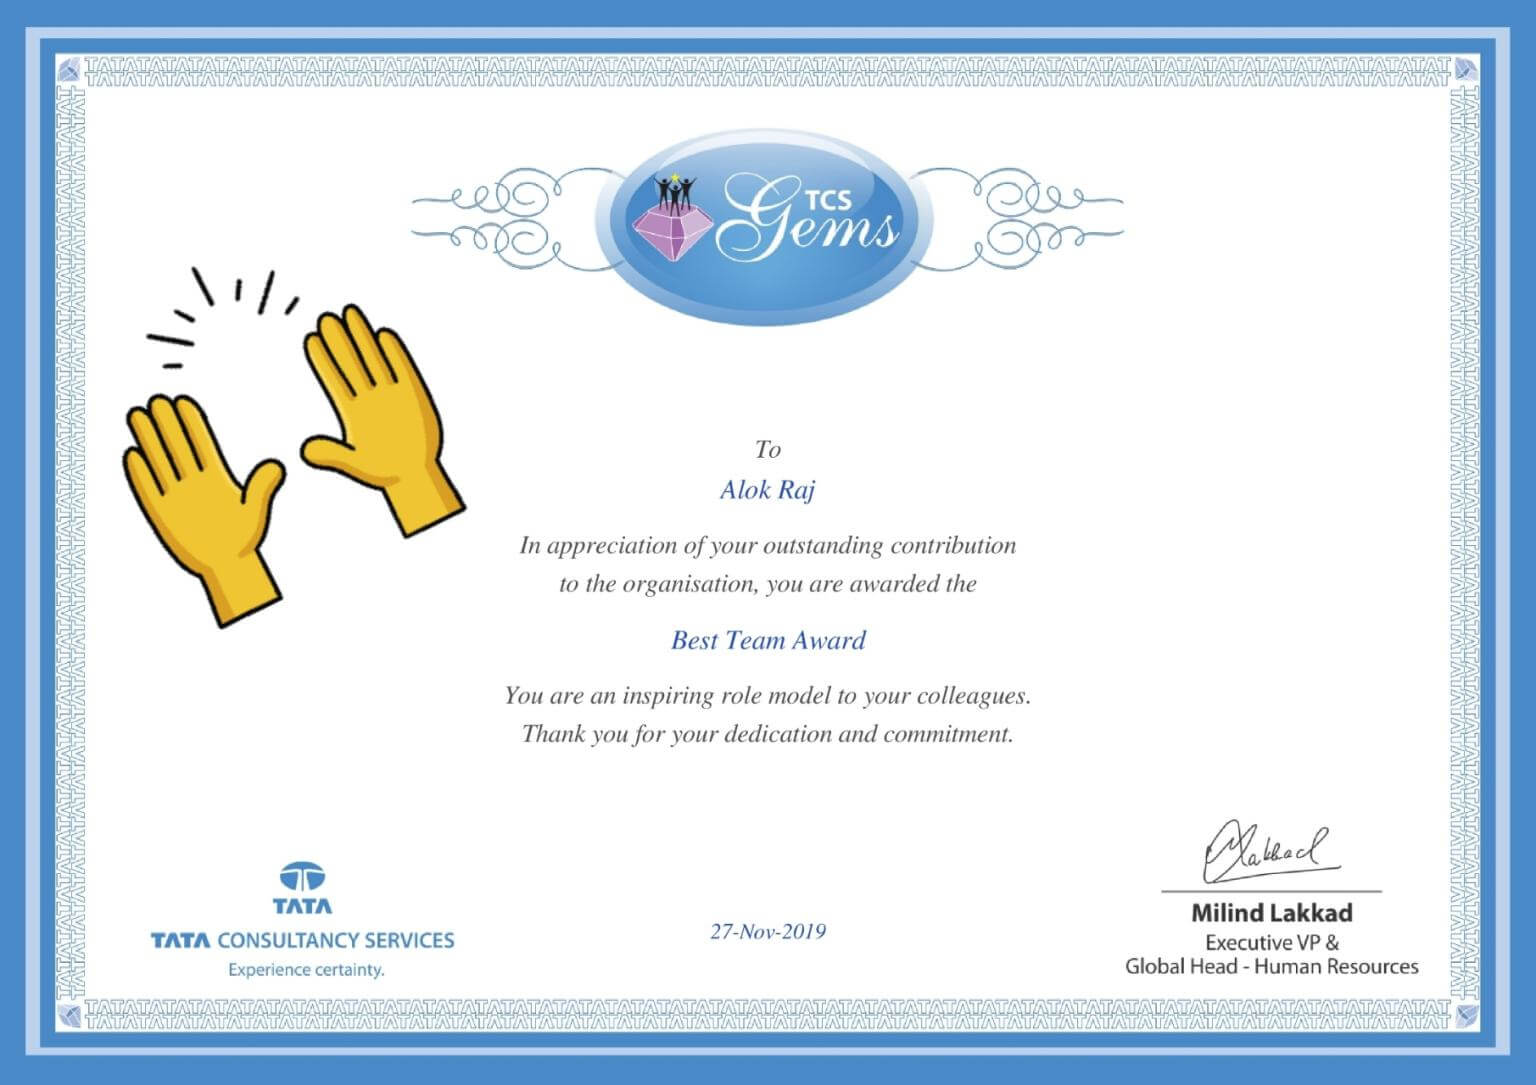 TCS
Gems
To
Alok Raj
In appreciation of your outstanding contribution
to the organisation, you are awarded the
Best Team Award
You are an inspiring role model to your colleagues.
Thank you for your dedication and commitment.
TATA
TATA CONSULTANCY SERVICES
Experience certainty.
27-Nov-2019
Lakkad
Milind Lakkad
Executive VP &
Global Head - Human Resources